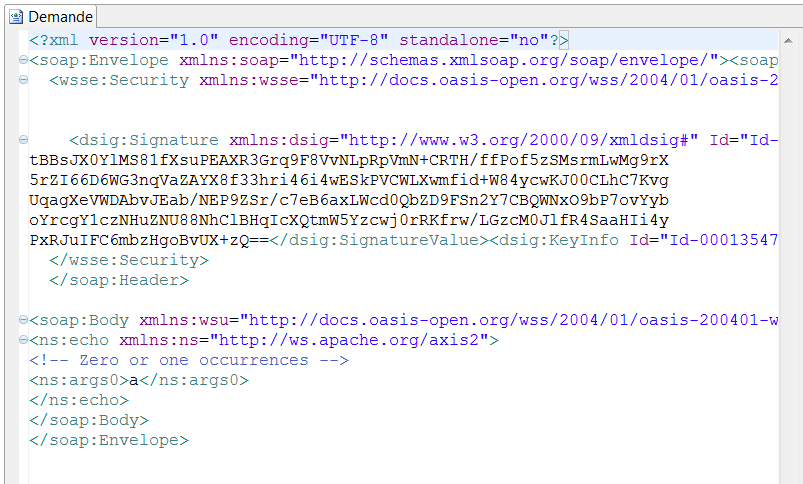 Demande
<?xml version="1.0" encoding="UTF-8" standalone="no"?>
<soap:Envelope xmlns:soap="http://schemas.xmlsoap.org/soap/envelope/"><soap
<wsse:Security xmlns:wsse="http://docs.oasis-open.org/wss/2004/01/oasis-2
<dsig:Signature xmlns:dsig="http://www.w3.org/2000/09/xmldsig#" Id="Id-
tBBsJX0YlMS81fXsuPEAXR3Grq9F8VvNLpRpVmN+CRTH/ffPof5zSMsrmLwMg9rX
5rZI66D6WG3nqVaZAYX8f33hri46i4wESkPVCWLXwmfid+W84ycwKJ00CLhC7Kvg
UqagXeVWDAbvJEab/NEP9ZSr/c7eB6axLWcd0QbZD9FSn2Y7CBQWNxO9bP7ovYyb
oYrcgY1czNHuZNU88NhClBHqIcXQtmW5Yzcwj0rRKfrw/LGzcM0JlfR4SaaHIi4y
PxRJuIFC6mbzHgoBvUX+zQ==</dsig:SignatureValue><dsig:KeyInfo Id="Id-00013547
</wsse:Security>
</soap:Header>
<soap:Body xmlns:wsu="http://docs.oasis-open.org/wss/2004/01/oasis-200401-w
<ns:echo xmlns:ns="http://ws.apache.org/axis2">
<!-- Zero or one occurrences -->
<ns:args0>a</ns:args0>
</ns:echo>
</soap:Body>
</soap:Envelope>